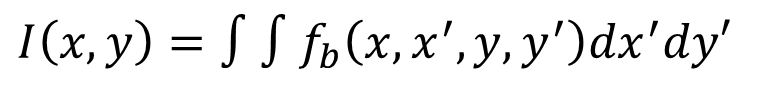 I(x, y) = ∫ ∫ f_b(x, x′, y, y′)dx′dy′